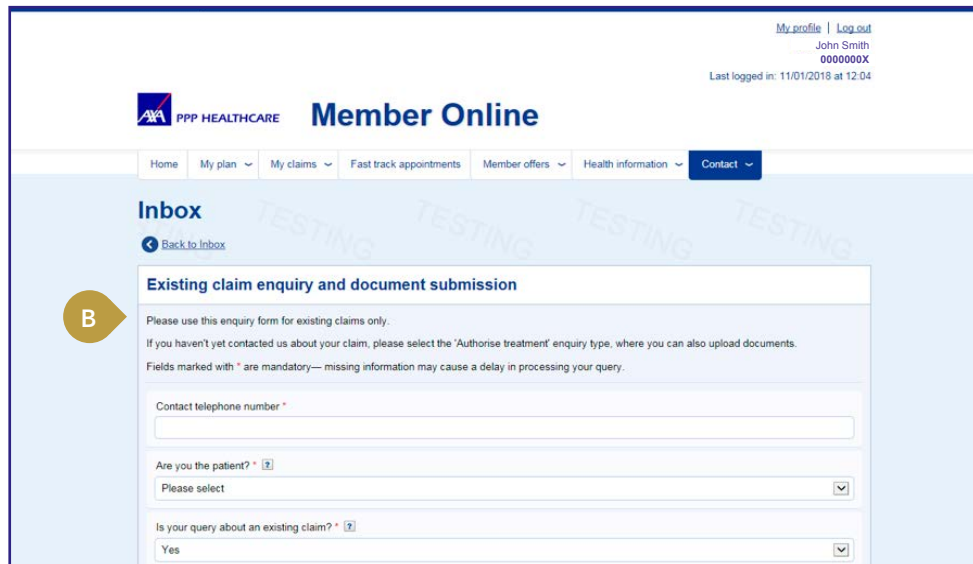 My profile | Log out
John Smith
0000000X
Last logged in: 11/01/2018 at 12:04
AXA PPP HEALTHCARE Member Online
Home My plan My claims Fast track appointments Member offers Health information Contact
Inbox
TESTING TESTING TESTING TESTING
Back to Inbox
Existing claim enquiry and document submission
B
Please use this enquiry form for existing claims only.
If you haven't yet contacted us about your claim, please select the 'Authorise treatment' enquiry type, where you can also upload documents.
Fields marked with * are mandatory— missing information may cause a delay in processing your query.
Contact telephone number *
Are you the patient? * ?
Please select
Is your query about an existing claim? * ?
Yes